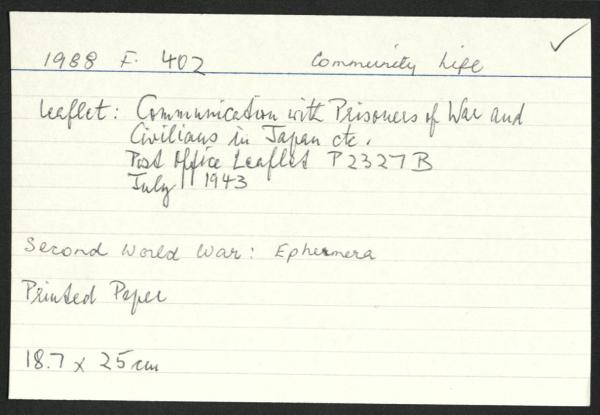 1988 F. 402 Community Life
Leaflet: Communication with Prisoners of War and
Civilians in Japan etc.
Post Office Leaflet P2327B
July 1943
Second World War: Ephemera
Printed Paper
18.7 x 25cm